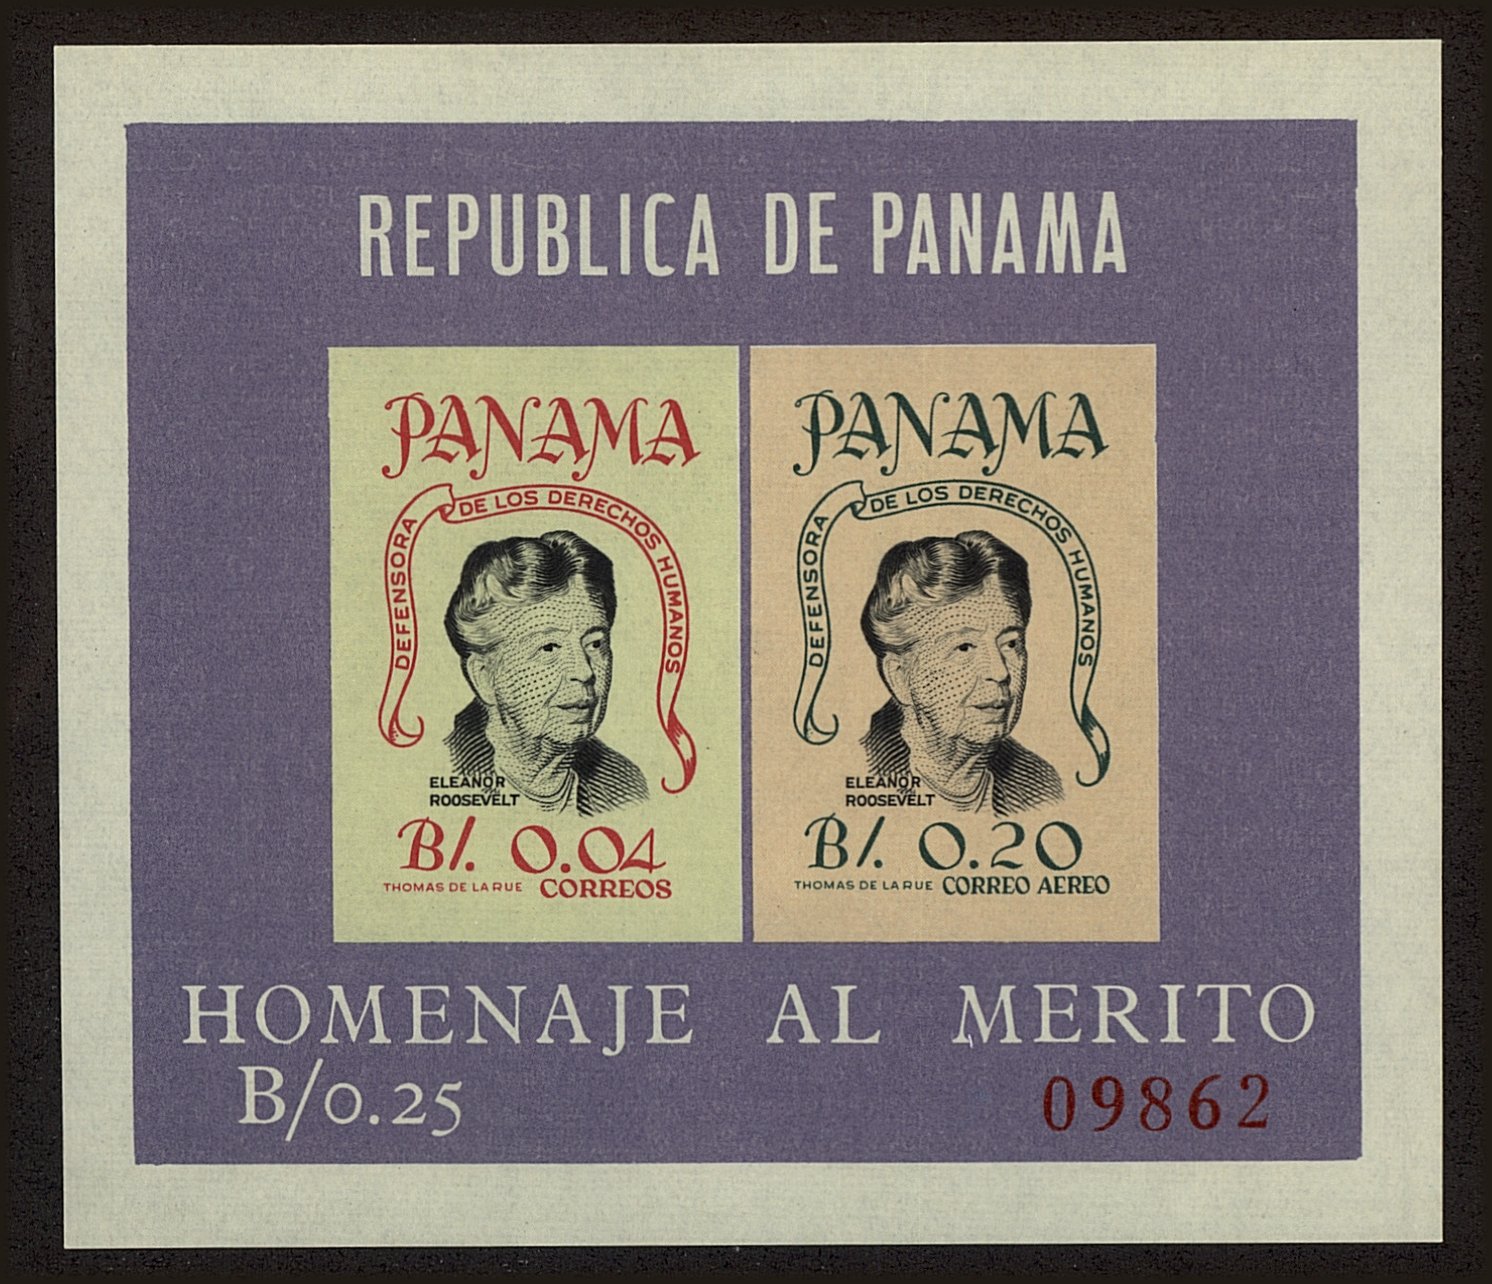 REPUBLICA DE PANAMA
PANAMA
DEFENSORA DE LOS DERECHOS HUMANOS
ELEANOR
ROOSEVELT
B/. 0.04
THOMAS DE LA RUE CORREOS
PANAMA
DEFENSORA DE LOS DERECHOS HUMANOS
ELEANOR
ROOSEVELT
B/. 0.20
THOMAS DE LA RUE CORREO AEREO
HOMENAJE AL MERITO
B/0.25 09862